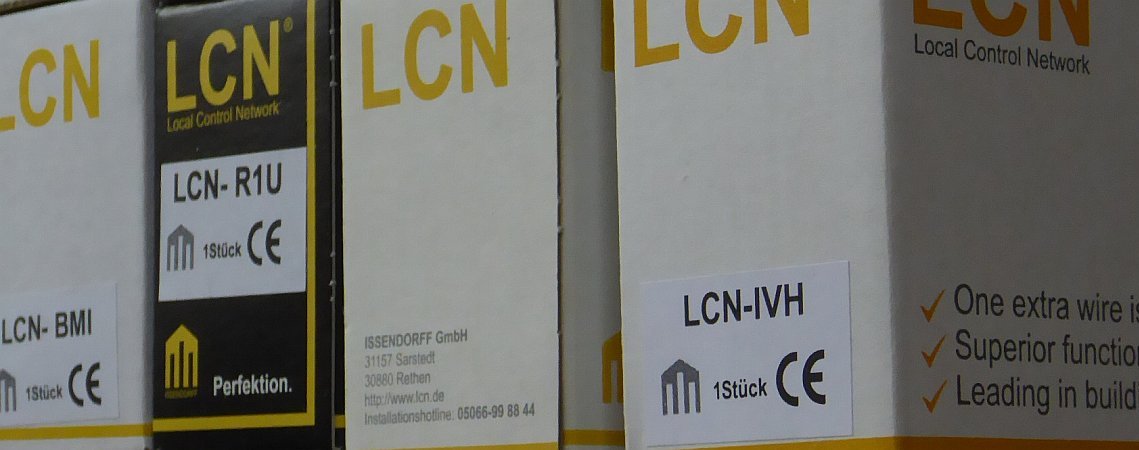 LCN
LCN- BMI
1Stück CE
LCN®
Local Control Network
LCN- R1U
1Stück CE
ISSENDORFF
Perfektion.
LCN
ISSENDORFF GmbH
31157 Sarstedt
30880 Rethen
http://www.lcn.de
Installationshotline: 05066-99 88 44
LCN
LCN-IVH
1Stück CE
LCN
Local Control Network
One extra wire is
Superior functio
Leading in build